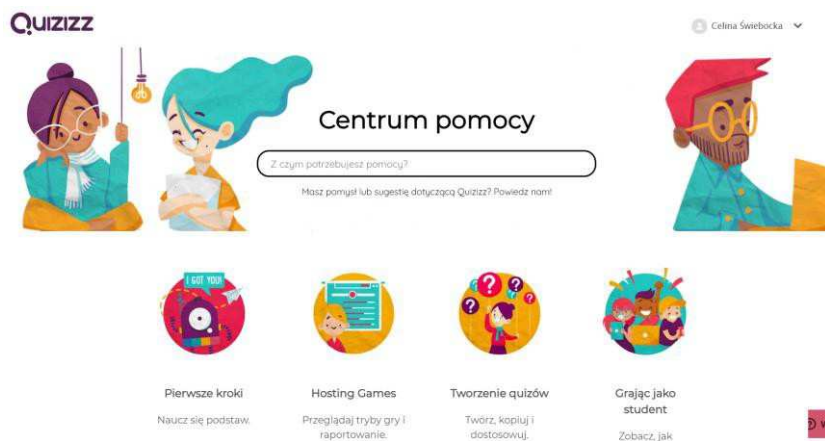 QUIZIZZ
Celina Świebocka
Centrum pomocy
Z czym potrzebujesz pomocy?
Masz pomysł lub sugestię dotyczącą Quizizz? Powiedz nam!
I GOT YOU!
Pierwsze kroki
Naucz się podstaw.
Hosting Games
Przeglądaj tryby gry i
raportowanie.
Tworzenie quizów
Twórz, kopiuj i
dostosowuj.
Grając jako
student
Zobacz, jak